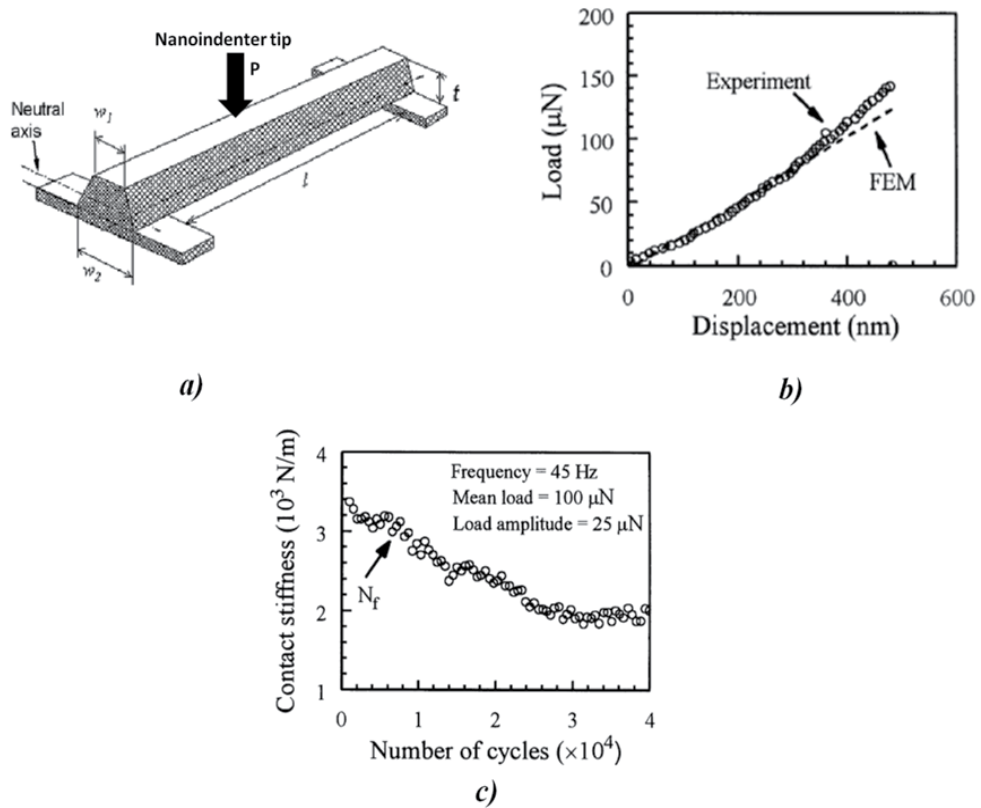 Nanoindenter tip
P
Neutral
axis
w₁
t
l
w₂
a)
200
150
100
50
0
Load (μN)
Experiment
FEM
0 200 400 600
Displacement (nm)
b)
4
3
2
1
Contact stiffness (10³ N/m)
Frequency = 45 Hz
Mean load = 100 μN
Load amplitude = 25 μN
N_f
0 1 2 3 4
Number of cycles (×10⁴)
c)